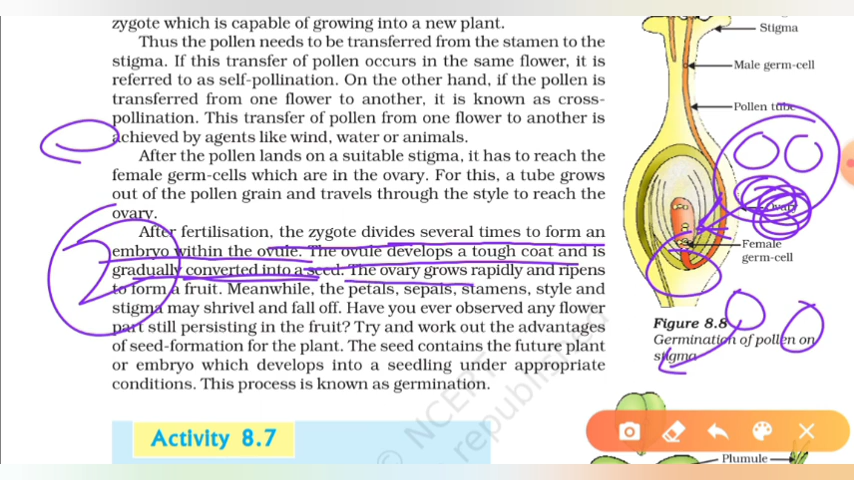 zygote which is capable of growing into a new plant.
Thus the pollen needs to be transferred from the stamen to the
stigma. If this transfer of pollen occurs in the same flower, it is
referred to as self-pollination. On the other hand, if the pollen is
transferred from one flower to another, it is known as cross-
pollination. This transfer of pollen from one flower to another is
achieved by agents like wind, water or animals.
After the pollen lands on a suitable stigma, it has to reach the
female germ-cells which are in the ovary. For this, a tube grows
out of the pollen grain and travels through the style to reach the
ovary.
After fertilisation, the zygote divides several times to form an
embryo within the ovule. The ovule develops a tough coat and is
gradually converted into a seed. The ovary grows rapidly and ripens
to form a fruit. Meanwhile, the petals, sepals, stamens, style and
stigma may shrivel and fall off. Have you ever observed any flower
part still persisting in the fruit? Try and work out the advantages
of seed-formation for the plant. The seed contains the future plant
or embryo which develops into a seedling under appropriate
conditions. This process is known as germination.
2
Activity 8.7
Stigma
Male germ-cell
Pollen tube
Ovary
Female
germ-cell
Figure 8.8
Germination of pollen on
stigma
Plumule
© NCERT
republished